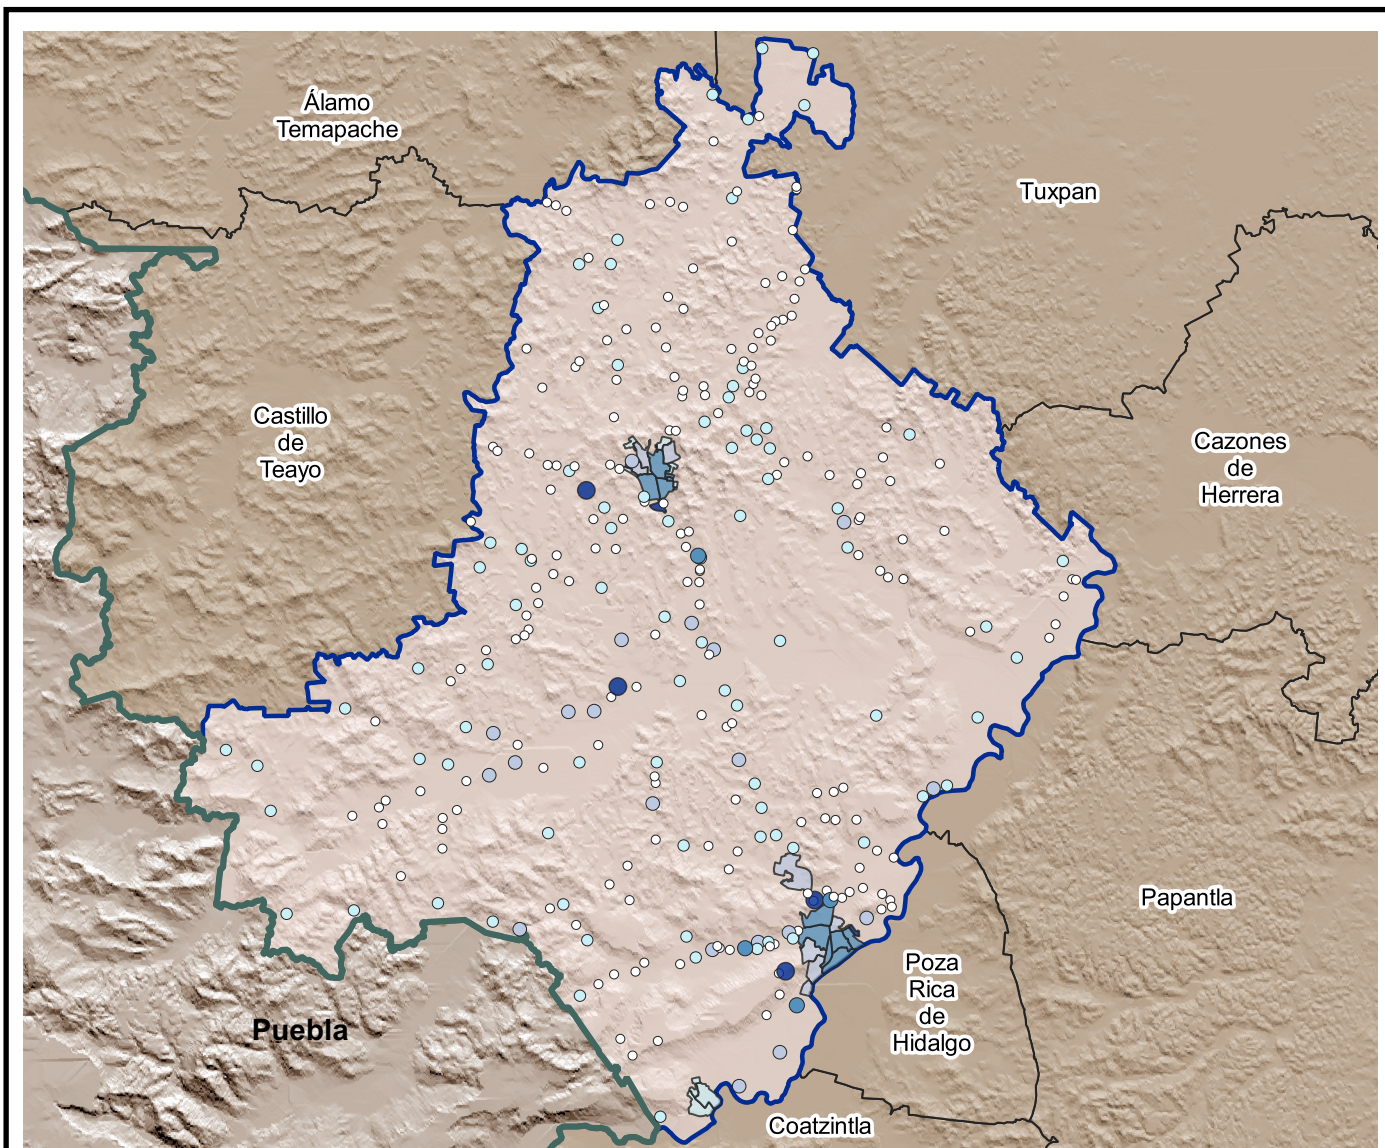 Álamo
Temapache
Tuxpan
Castillo
de
Teayo
Cazones
de
Herrera
Papantla
Poza
Rica
de
Hidalgo
Puebla
Coatzintla